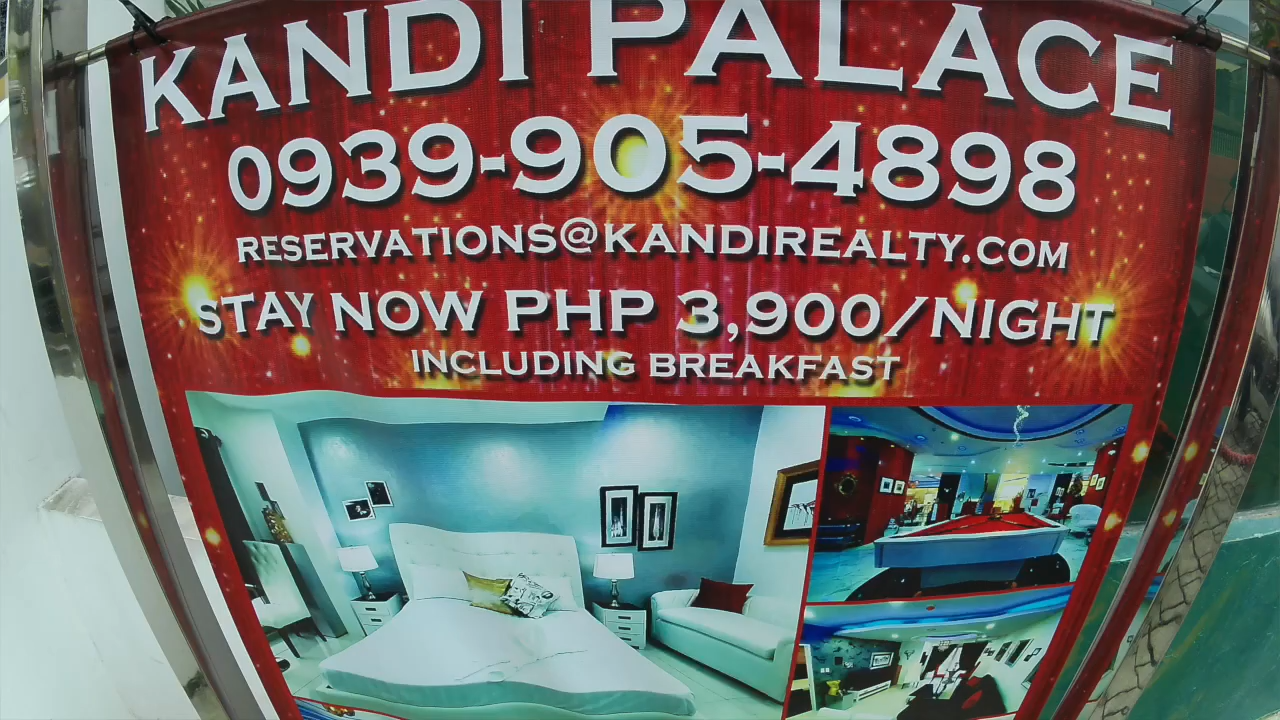 KANDI PALACE
0939-905-4898
RESERVATIONS@KANDIREALTY.COM
STAY NOW PHP 3,900/NIGHT
INCLUDING BREAKFAST